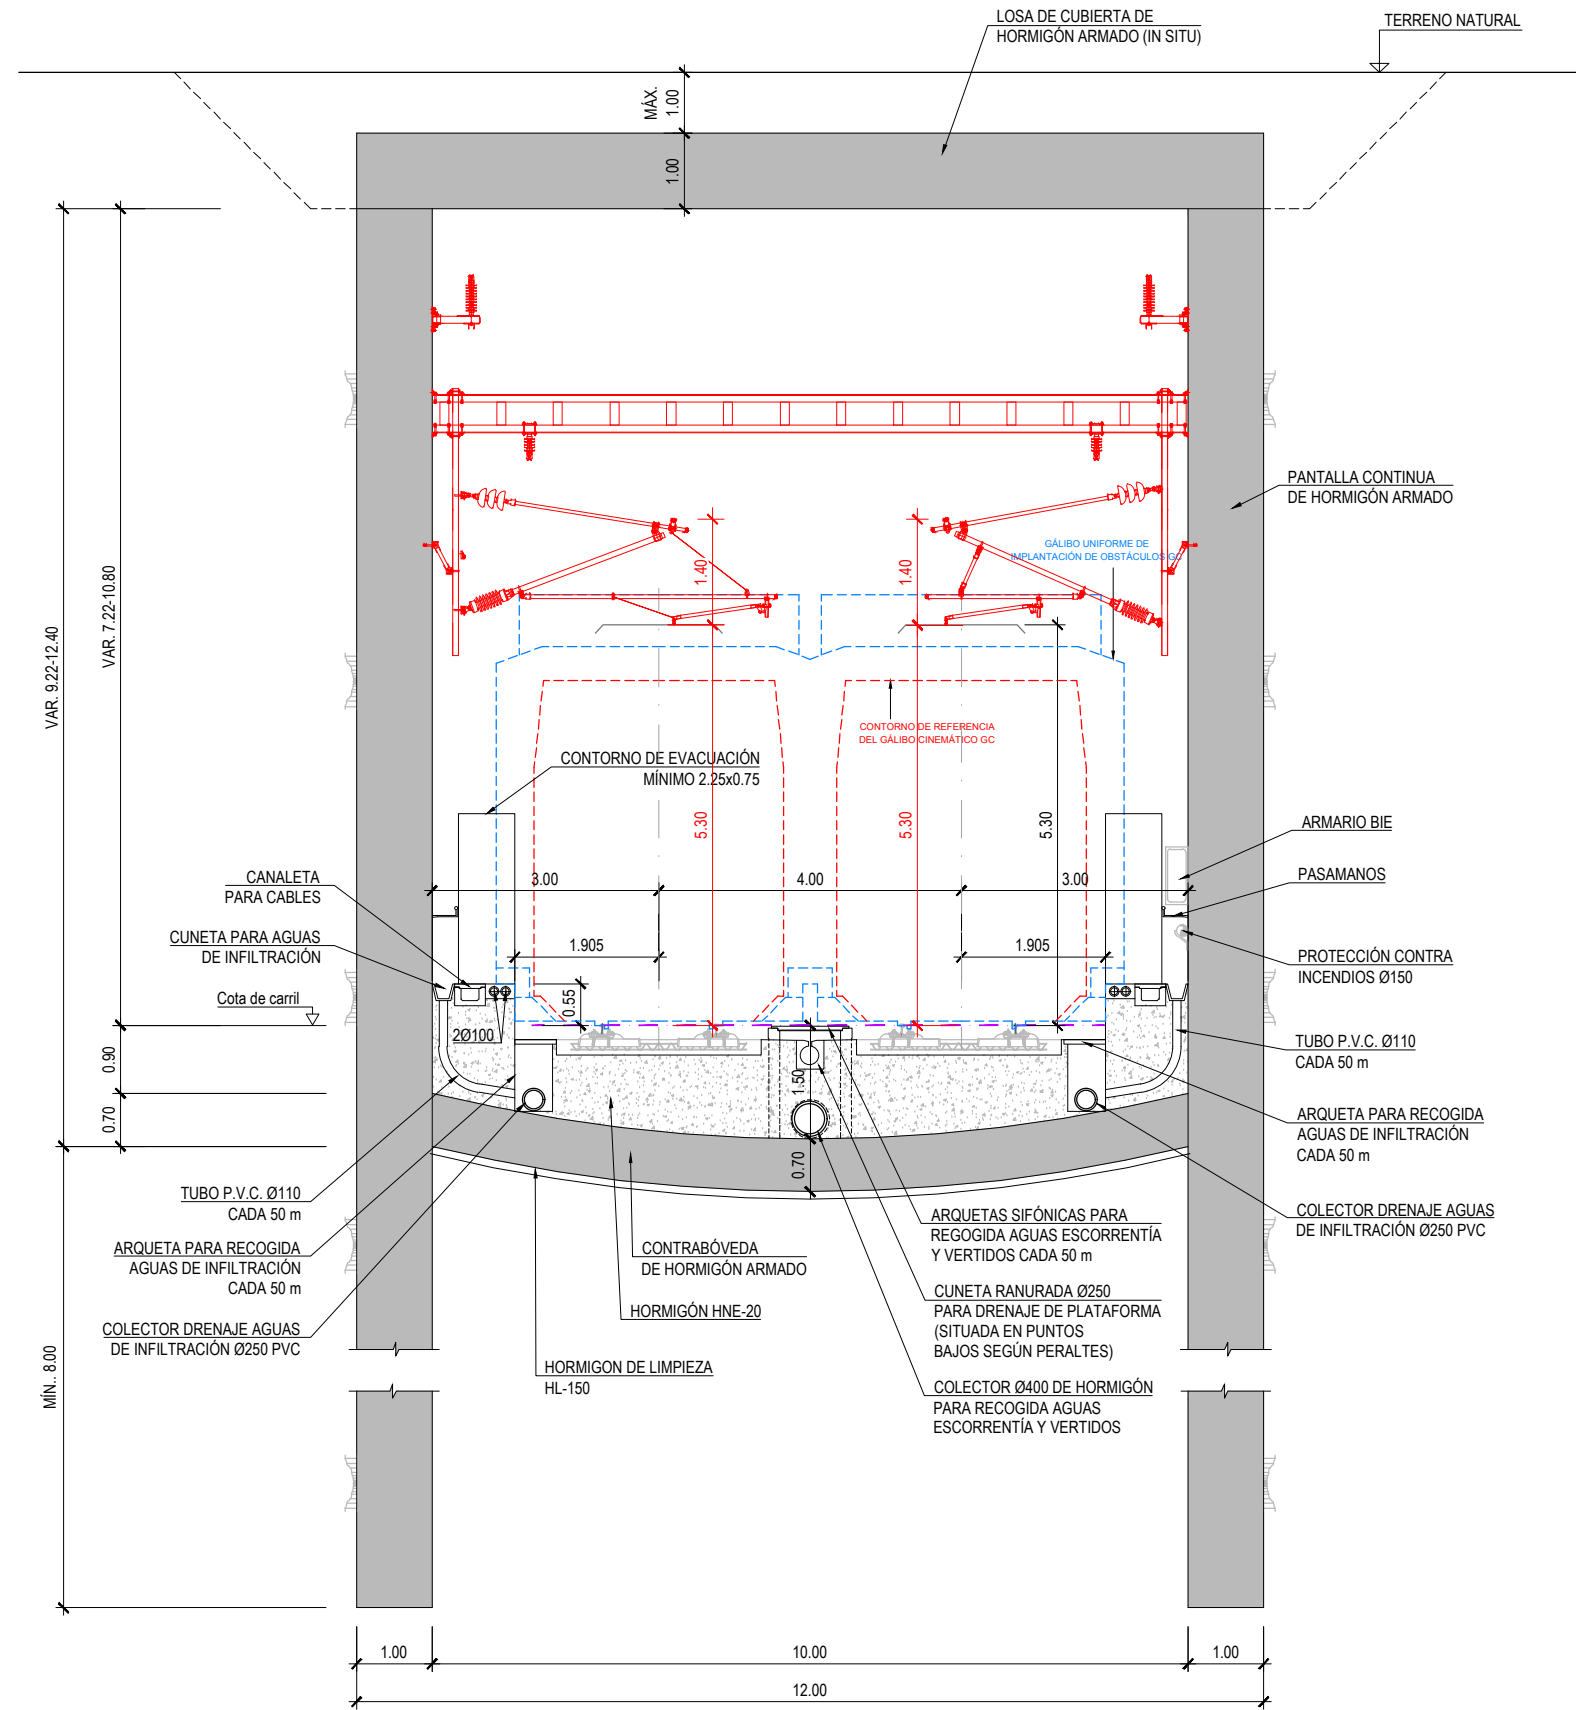 LOSA DE CUBIERTA DE
HORMIGÓN ARMADO (IN SITU)
TERRENO NATURAL
MÁX.
1.00
1.00
PANTALLA CONTINUA
DE HORMIGÓN ARMADO
GÁLIBO UNIFORME DE
IMPLANTACIÓN DE OBSTÁCULOS GC
1.40
1.40
VAR. 9.22-12.40
VAR. 7.22-10.80
CONTORNO DE REFERENCIA
DEL GÁLIBO CINEMÁTICO GC
CONTORNO DE EVACUACIÓN
MÍNIMO 2.25x0.75
5.30
5.30
5.30
ARMARIO BIE
CANALETA
PARA CABLES
3.00
4.00
3.00
PASAMANOS
CUNETA PARA AGUAS
DE INFILTRACIÓN
1.905
1.905
PROTECCIÓN CONTRA
INCENDIOS Ø150
Cota de carril
0.55
2Ø100
TUBO P.V.C. Ø110
CADA 50 m
0.90
0.70
1.50
0.70
ARQUETA PARA RECOGIDA
AGUAS DE INFILTRACIÓN
CADA 50 m
TUBO P.V.C. Ø110
CADA 50 m
COLECTOR DRENAJE AGUAS
DE INFILTRACIÓN Ø250 PVC
ARQUETAS SIFÓNICAS PARA
REGOGIDA AGUAS ESCORRENTÍA
Y VERTIDOS CADA 50 m
ARQUETA PARA RECOGIDA
AGUAS DE INFILTRACIÓN
CADA 50 m
CONTRABÓVEDA
DE HORMIGÓN ARMADO
CUNETA RANURADA Ø250
PARA DRENAJE DE PLATAFORMA
(SITUADA EN PUNTOS
BAJOS SEGÚN PERALTES)
HORMIGÓN HNE-20
COLECTOR DRENAJE AGUAS
DE INFILTRACIÓN Ø250 PVC
HORMIGON DE LIMPIEZA
HL-150
COLECTOR Ø400 DE HORMIGÓN
PARA RECOGIDA AGUAS
ESCORRENTÍA Y VERTIDOS
MÍN.. 8.00
1.00
10.00
1.00
12.00